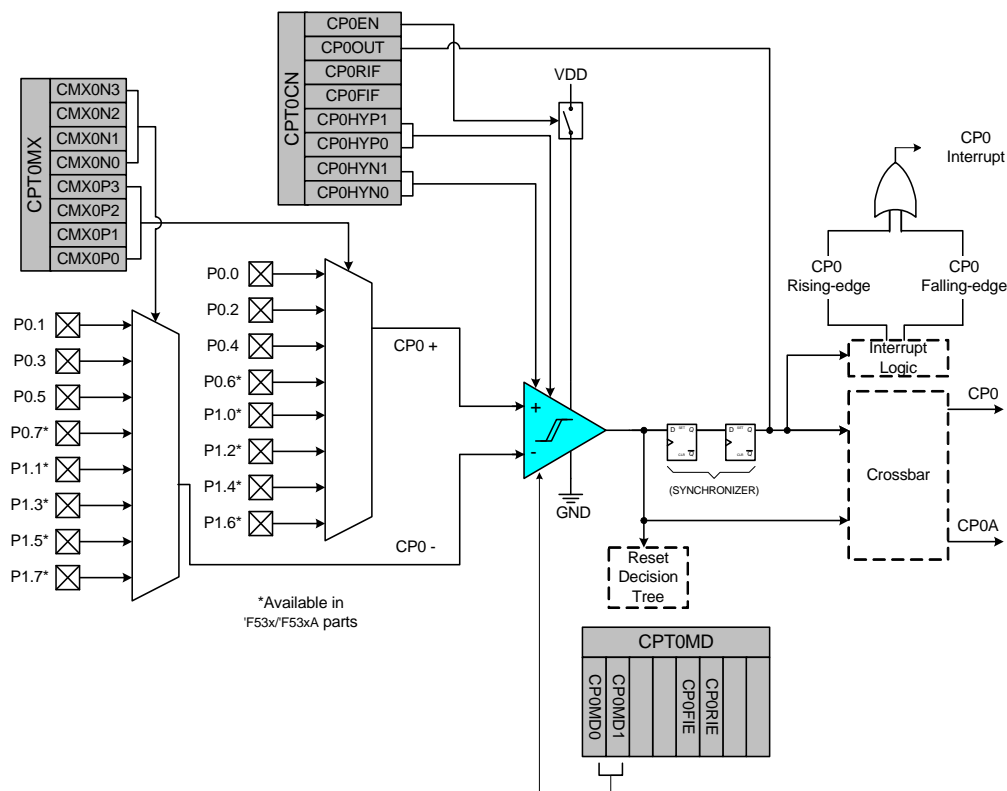 CPT0CN
CP0EN
CP0OUT
CP0RIF
CP0FIF
CP0HYP1
CP0HYP0
CP0HYN1
CP0HYN0
VDD
CPT0MX
CMX0N3
CMX0N2
CMX0N1
CMX0N0
CMX0P3
CMX0P2
CMX0P1
CMX0P0
CP0
Interrupt
CP0
Rising-edge
CP0
Falling-edge
Interrupt
Logic
P0.0
P0.2
P0.4
P0.6*
P1.0*
P1.2*
P1.4*
P1.6*
P0.1
P0.3
P0.5
P0.7*
P1.1*
P1.3*
P1.5*
P1.7*
CP0 +
CP0 -
+
-
GND
D SET Q
CLR Q
D SET Q
CLR Q
(SYNCHRONIZER)
Crossbar
CP0
CP0A
Reset
Decision
Tree
*Available in
'F53x/'F53xA parts
CPT0MD
CP0MD0
CP0MD1
CP0FIE
CP0RIE